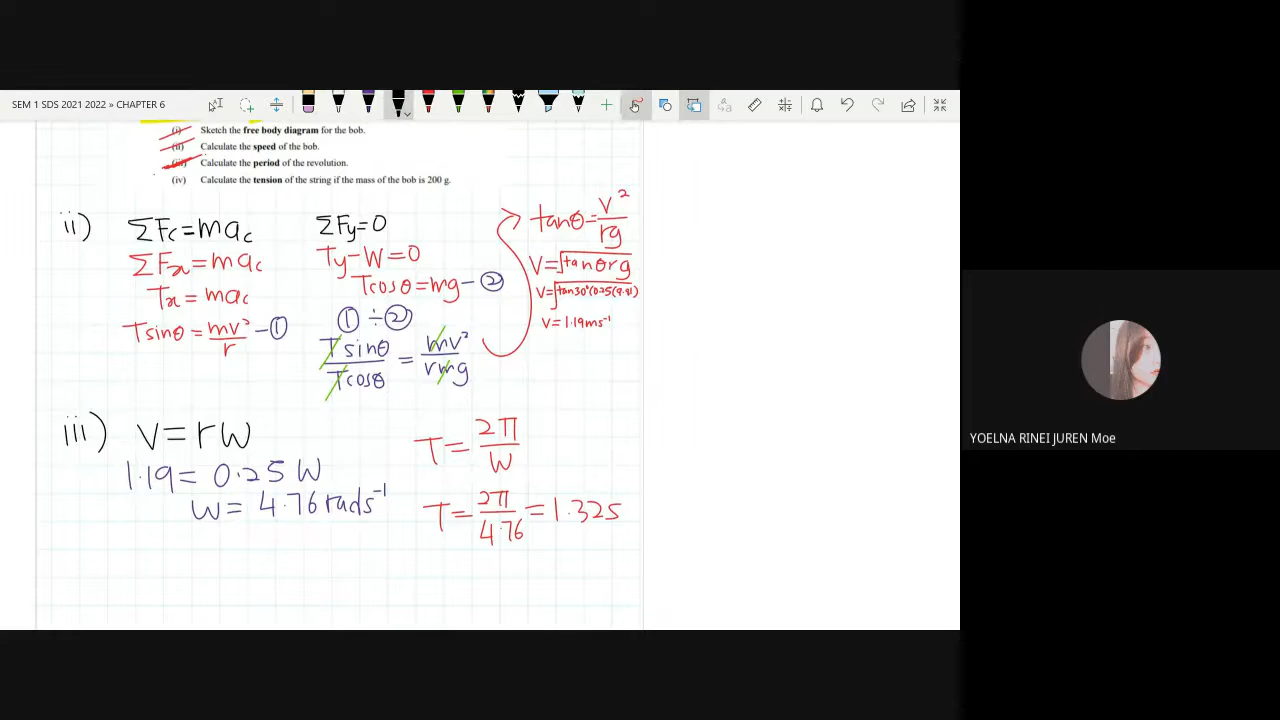 SEM 1 SDS 2021 2022 » CHAPTER 6
(i) Sketch the free body diagram for the bob.
(ii) Calculate the speed of the bob.
(iii) Calculate the period of the revolution.
(iv) Calculate the tension of the string if the mass of the bob is 200 g.
ii) ΣFc=mac
ΣFx=mac
Tx=mac
Tsinθ=mv²/r-①
ΣFy=0
Ty-W=0
Tcosθ=mg-②
①÷②
Tsinθ/Tcosθ=mv²/rmg
tanθ=v²/rg
V=√tanθrg
V=√tan30°(0.25)(9.81)
V=1.19ms⁻¹
iii) V=rW
1.19=0.25W
W=4.76rads⁻¹
T=2π/W
T=2π/4.76=1.32s
YOELNA RINEI JUREN Moe